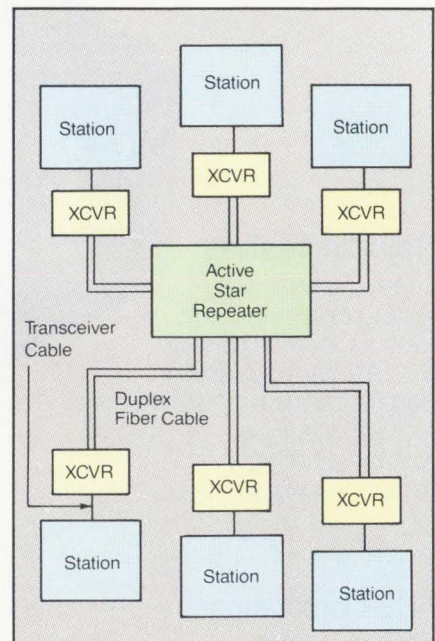 Station
Station
Station
XCVR
XCVR
XCVR
Active
Star
Repeater
Transceiver
Cable
Duplex
Fiber Cable
XCVR
XCVR
XCVR
Station
Station
Station